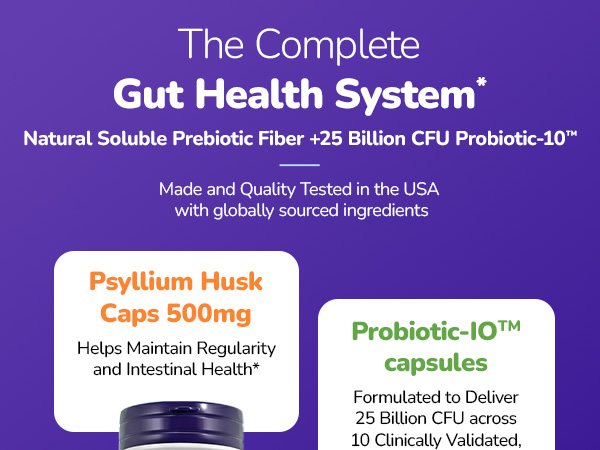 The Complete
Gut Health System*
Natural Soluble Prebiotic Fiber +25 Billion CFU Probiotic-10™
Made and Quality Tested in the USA
with globally sourced ingredients
Psyllium Husk
Caps 500mg
Helps Maintain Regularity
and Intestinal Health*
Probiotic-IO™
capsules
Formulated to Deliver
25 Billion CFU across
10 Clinically Validated,